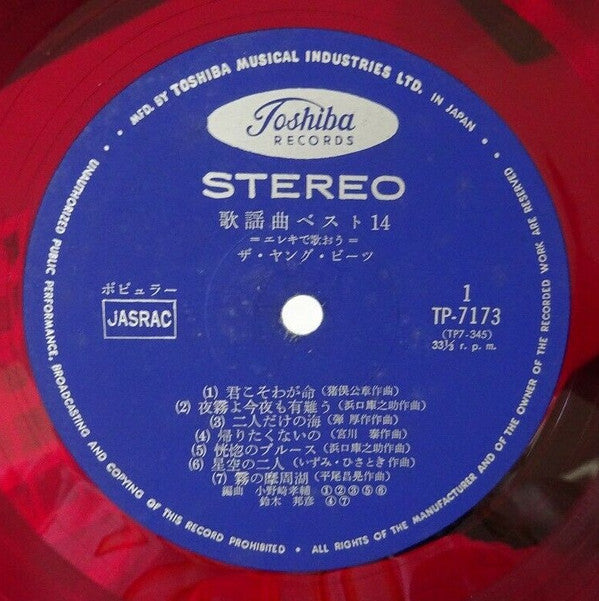 • MFD. BY TOSHIBA MUSICAL INDUSTRIES LTD. IN JAPAN •
Toshiba
RECORDS
STEREO
歌謡曲ベスト14
=エレキで歌おう=
ザ・ヤング・ビーツ
ポピュラー
JASRAC
1
TP-7173
(TP7-345)
33⅓ r. p. m.
(1) 君こそわが命 (猪俣公章作曲)
(2) 夜霧よ今夜も有難う (浜口庫之助作曲)
(3) 二人だけの海 (弾 厚作作曲)
(4) 帰りたくないの (宮川 泰作曲)
(5) 恍惚のブルース (浜口庫之助作曲)
(6) 星空の二人 (いずみ・ひさとき作曲)
(7) 霧の摩周湖 (平尾昌晃作曲)
編曲 小野崎孝輔 ①②③⑤⑥
鈴木 邦彦 ④⑦
UNAUTHORIZED PUBLIC PERFORMANCE, BROADCASTING AND COPYING OF THIS RECORD PROHIBITED • ALL RIGHTS OF THE MANUFACTURER AND OF THE OWNER OF THE RECORDED WORK ARE RESERVED